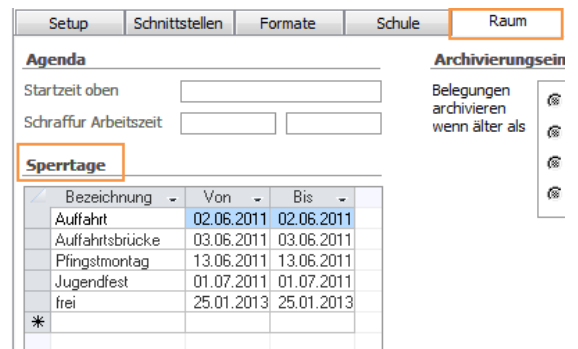 Setup Schnittstellen Formate Schule Raum
Agenda
Startzeit oben
Schraffur Arbeitszeit
Archivierungsein
Belegungen
archivieren
wenn älter als
Sperrtage
Bezeichnung Von Bis
Auffahrt 02.06.2011 02.06.2011
Auffahrtsbrücke 03.06.2011 03.06.2011
Pfingstmontag 13.06.2011 13.06.2011
Jugendfest 01.07.2011 01.07.2011
frei 25.01.2013 25.01.2013